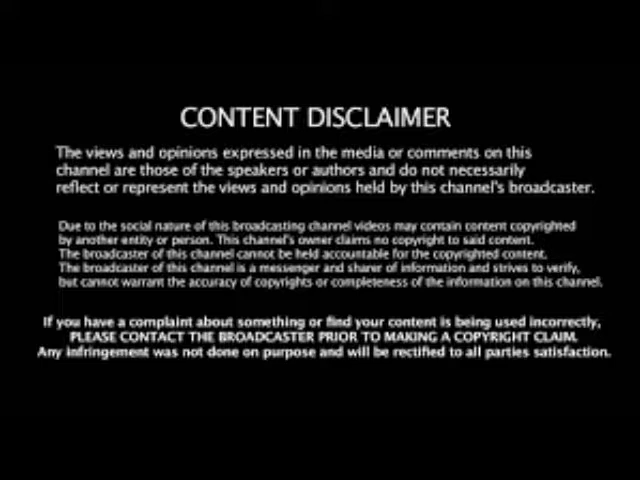 CONTENT DISCLAIMER
The views and opinions expressed in the media or comments on this
channel are those of the speakers or authors and do not necessarily
reflect or represent the views and opinions held by this channel's broadcaster.
Due to the social nature of this broadcasting channel videos may contain content copyrighted
by another entity or person. This channel's owner claims no copyright to said content.
The broadcaster of this channel cannot be held accountable for the copyrighted content.
The broadcaster of this channel is a messenger and sharer of information and strives to verify,
but cannot warrant the accuracy of copyrights or completeness of the information on this channel.
If you have a complaint about something or find your content is being used incorrectly,
PLEASE CONTACT THE BROADCASTER PRIOR TO MAKING A COPYRIGHT CLAIM.
Any infringement was not done on purpose and will be rectified to all parties satisfaction.